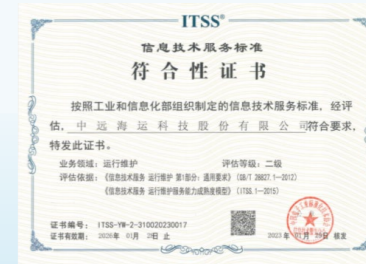 ITSS®
信息技术服务标准
符合性证书
按照工业和信息化部组织制定的信息技术服务标准，经评
估，中远海运科技股份有限公司符合要求，
特发此证书。
业务领域：运行维护 评估等级：二级
评估依据：《信息技术服务 运行维护 第1部分：通用要求》（GB/T 28827.1—2012）
《信息技术服务 运行维护服务能力成熟度模型》（ITSS.1—2015）
证书编号：ITSS-YW-2-310020230017
证书有效期：2026年 01月 28日 止 2023年 01月 29日 核发